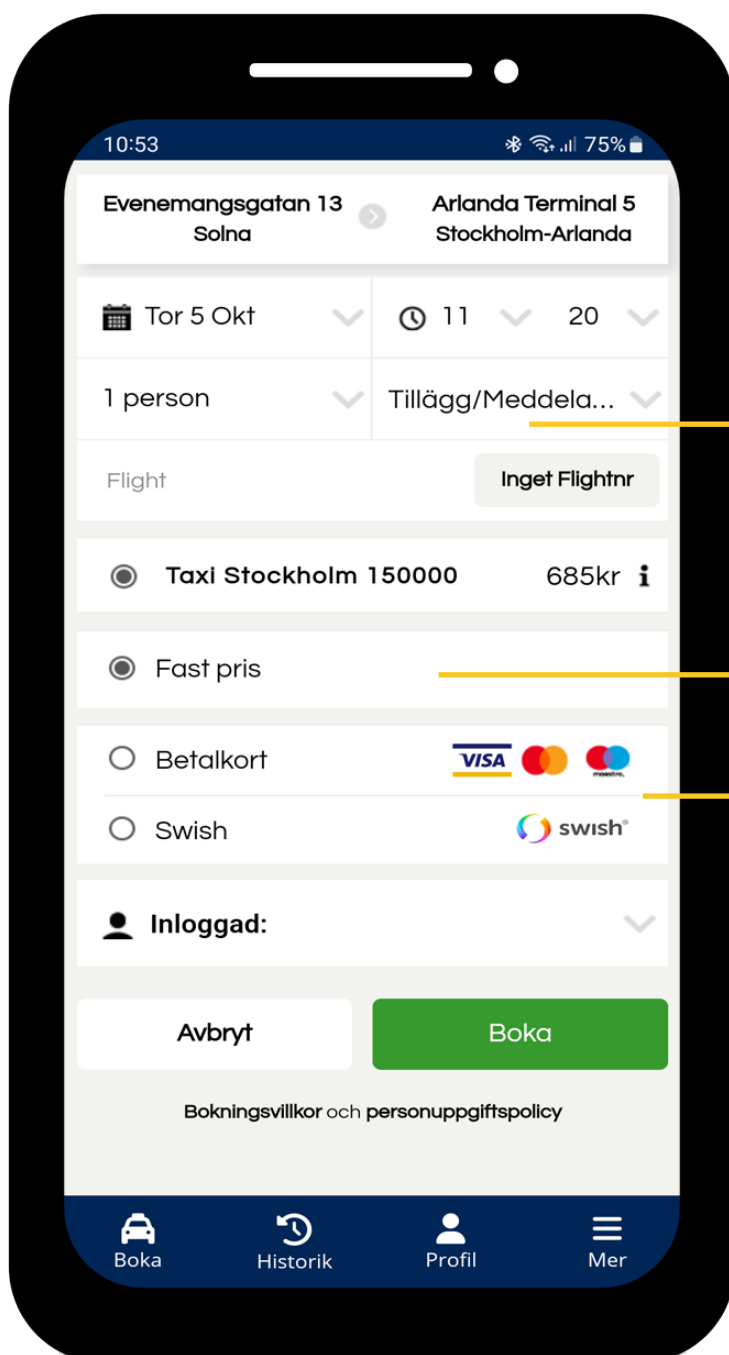 10:53 75%
Evenemangsgatan 13
Solna
Arlanda Terminal 5
Stockholm-Arlanda
Tor 5 Okt 11 20
1 person Tillägg/Meddela...
Flight Inget Flightnr
Taxi Stockholm 150000 685kr i
Fast pris
Betalkort VISA maestro.
Swish swish®
Inloggad:
Avbryt Boka
Bokningsvillkor och personuppgiftspolicy
Boka Historik Profil Mer